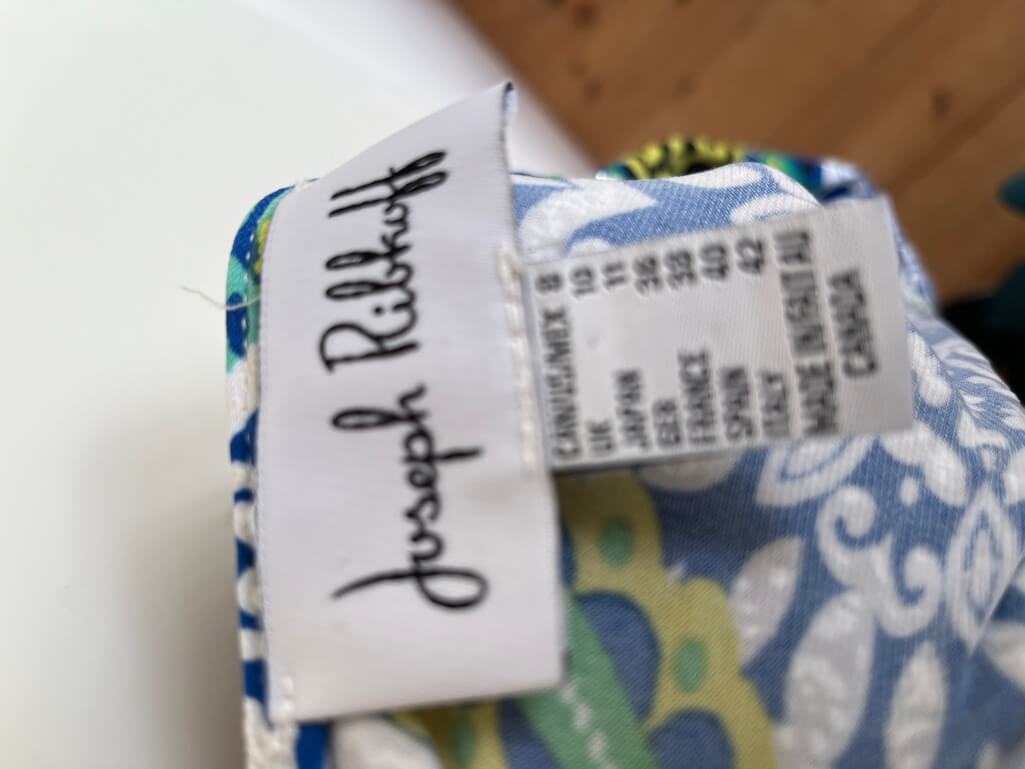 Joseph Ribkoff
CAN/US/MEX 8
UK 10
JAPAN 11
GER 36
FRANCE 38
SPAIN 40
ITALY 42
MADE IN/FAIT AU
CANADA